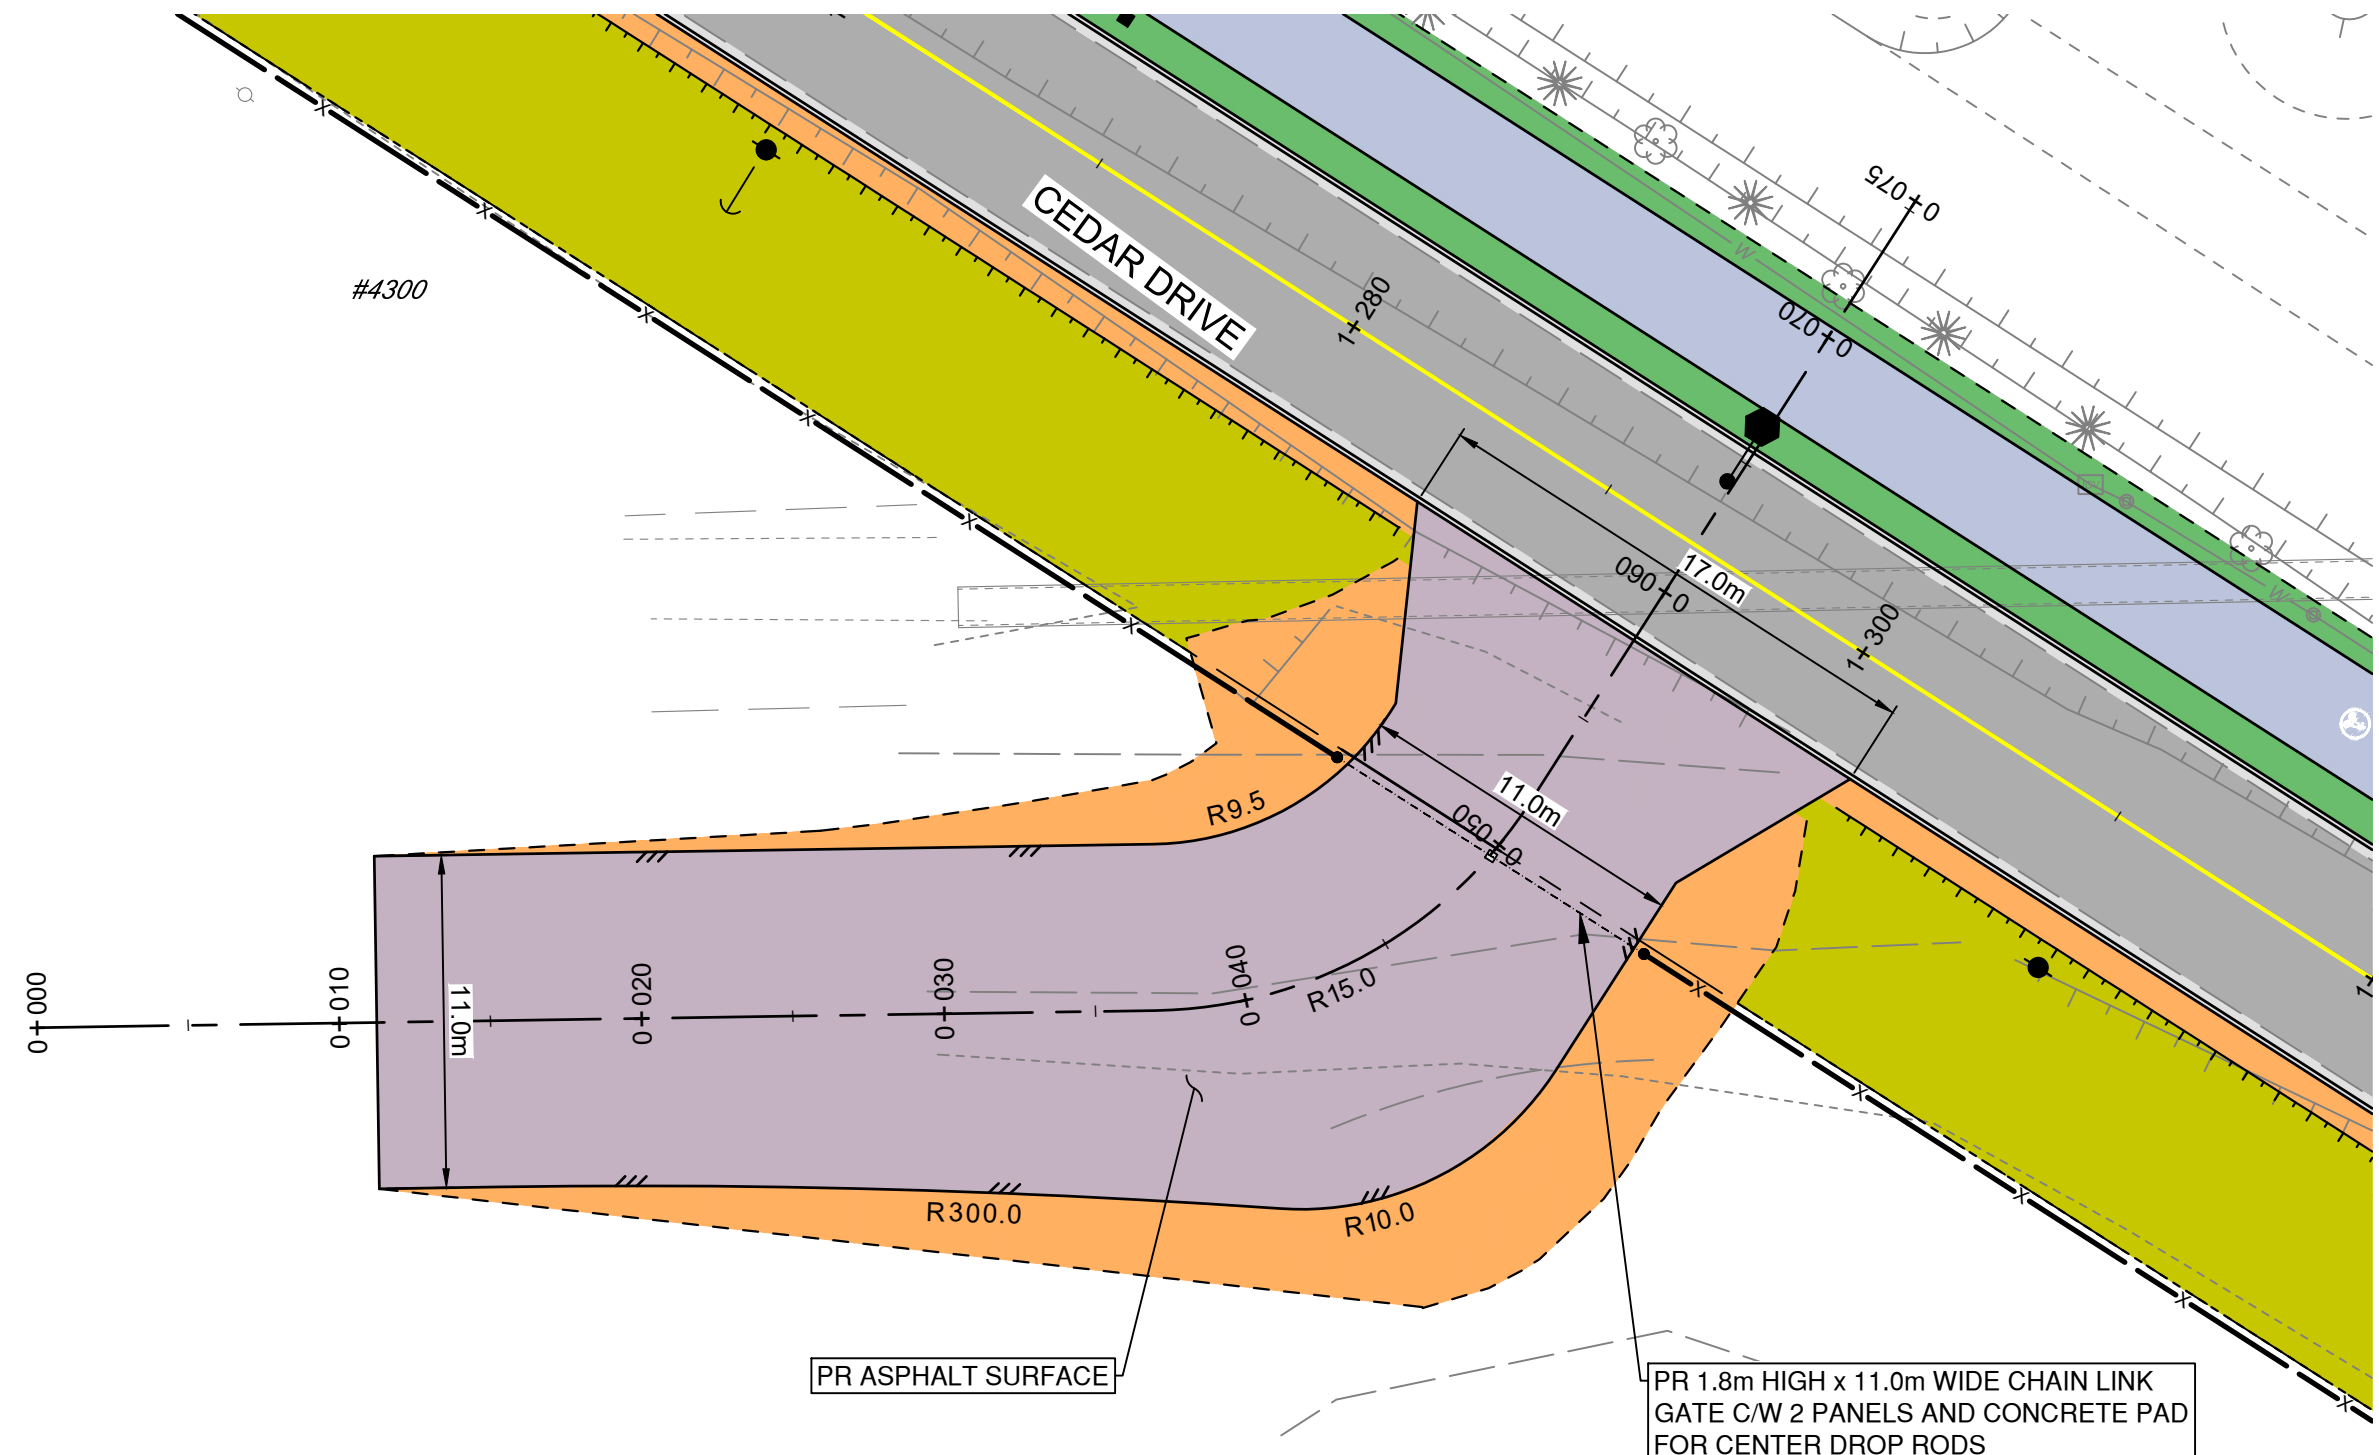 0+075
CEDAR DRIVE
#4300
1+280
0+070
W
17.0m
0+060
1+300
W
11.0m
0+050
R9.5
0+000
0+010
11.0m
0+020
0+030
0+040
R15.0
R300.0
R10.0
PR ASPHALT SURFACE
PR 1.8m HIGH x 11.0m WIDE CHAIN LINK
GATE C/W 2 PANELS AND CONCRETE PAD
FOR CENTER DROP RODS